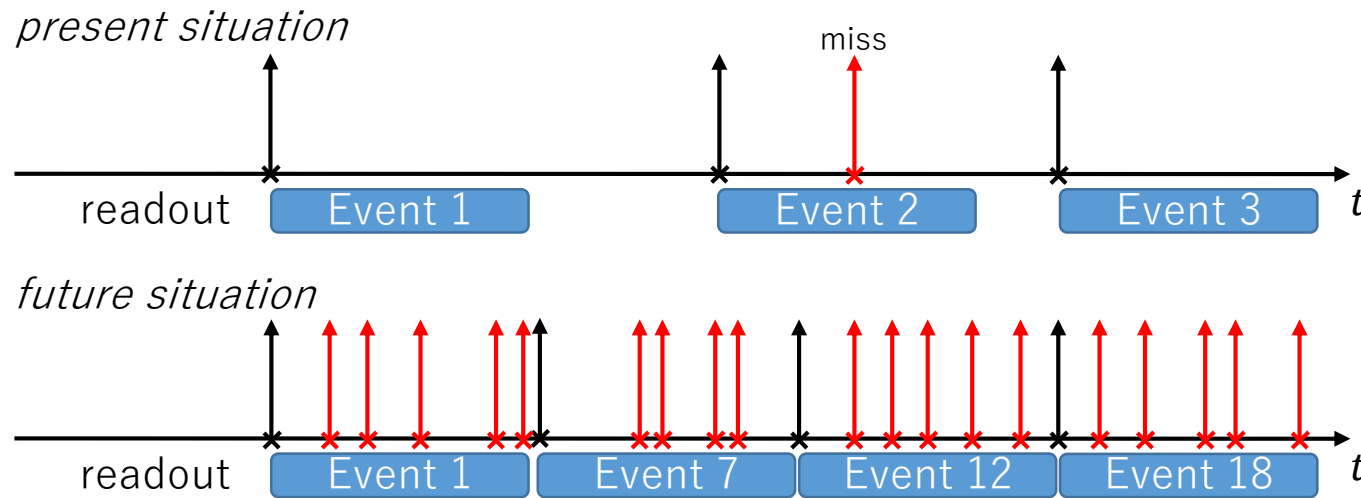 present situation
miss
readout Event 1 Event 2 Event 3 t
future situation
readout Event 1 Event 7 Event 12 Event 18 t